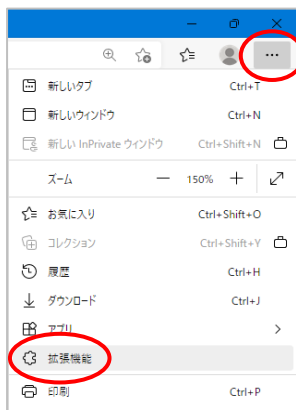 新しいタブ Ctrl+T
新しいウィンドウ Ctrl+N
新しい InPrivate ウィンドウ Ctrl+Shift+N
ズーム 150%
お気に入り Ctrl+Shift+O
コレクション Ctrl+Shift+Y
履歴 Ctrl+H
ダウンロード Ctrl+J
アプリ
拡張機能
印刷 Ctrl+P